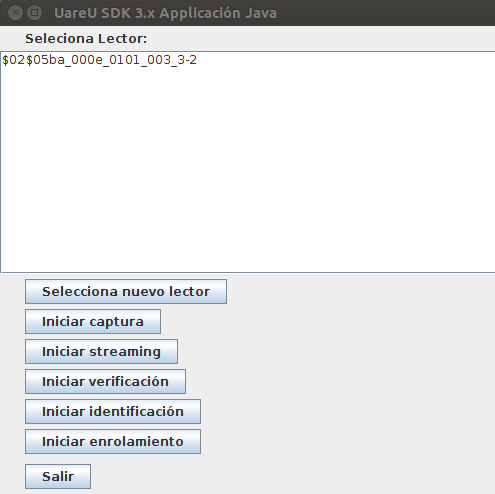 UareU SDK 3.x Applicación Java
Seleciona Lector:
$02$05ba_000e_0101_003_3-2
Selecciona nuevo lector
Iniciar captura
Iniciar streaming
Iniciar verificación
Iniciar identificación
Iniciar enrolamiento
Salir